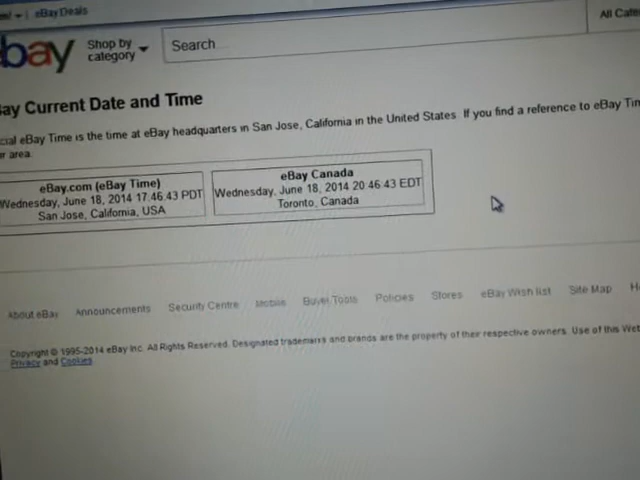 eBay Deals
bay
Shop by
category
Search
All Cate
ay Current Date and Time
cial eBay Time is the time at eBay headquarters in San Jose, California in the United States. If you find a reference to eBay Tim
r area.
eBay.com (eBay Time)
Wednesday, June 18, 2014 17:46:43 PDT
San Jose, California, USA
eBay Canada
Wednesday, June 18, 2014 20:46:43 EDT
Toronto, Canada
About eBay Announcements Security Centre Mobile Buyer Tools Policies Stores eBay Wish list Site Map H
Copyright © 1995-2014 eBay Inc. All Rights Reserved. Designated trademarks and brands are the property of their respective owners. Use of this Web
Privacy and Cookies